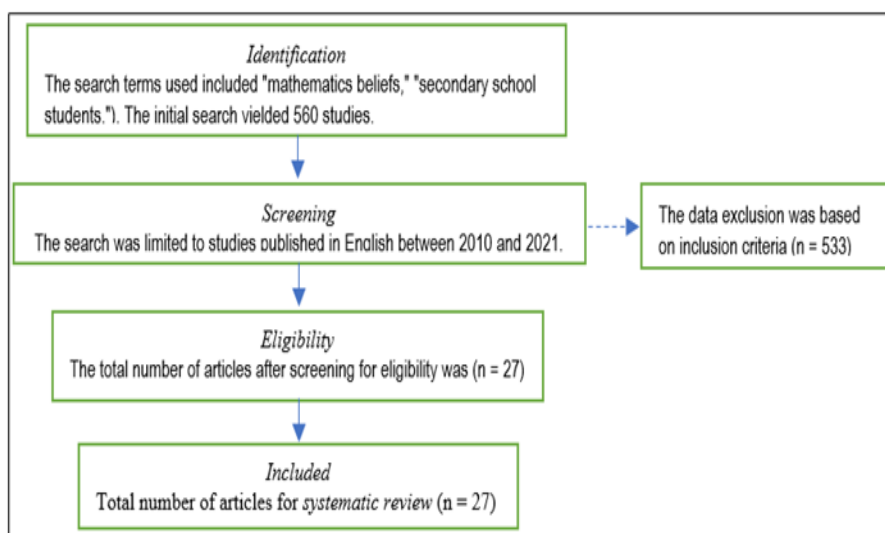 Identification
The search terms used included "mathematics beliefs," "secondary school
students."). The initial search yielded 560 studies.
Screening
The search was limited to studies published in English between 2010 and 2021.
The data exclusion was based
on inclusion criteria (n = 533)
Eligibility
The total number of articles after screening for eligibility was (n = 27)
Included
Total number of articles for systematic review (n = 27)